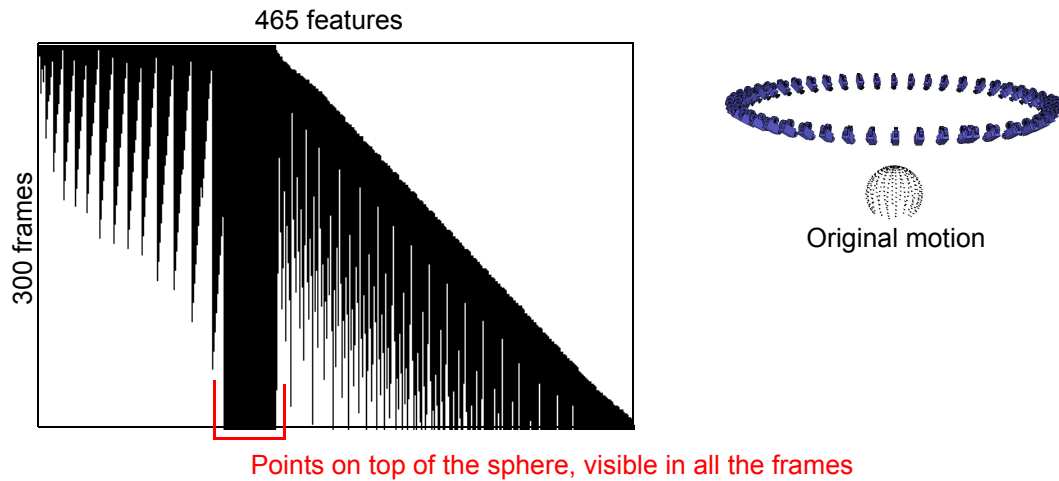 465 features
300 frames
Original motion
Points on top of the sphere, visible in all the frames